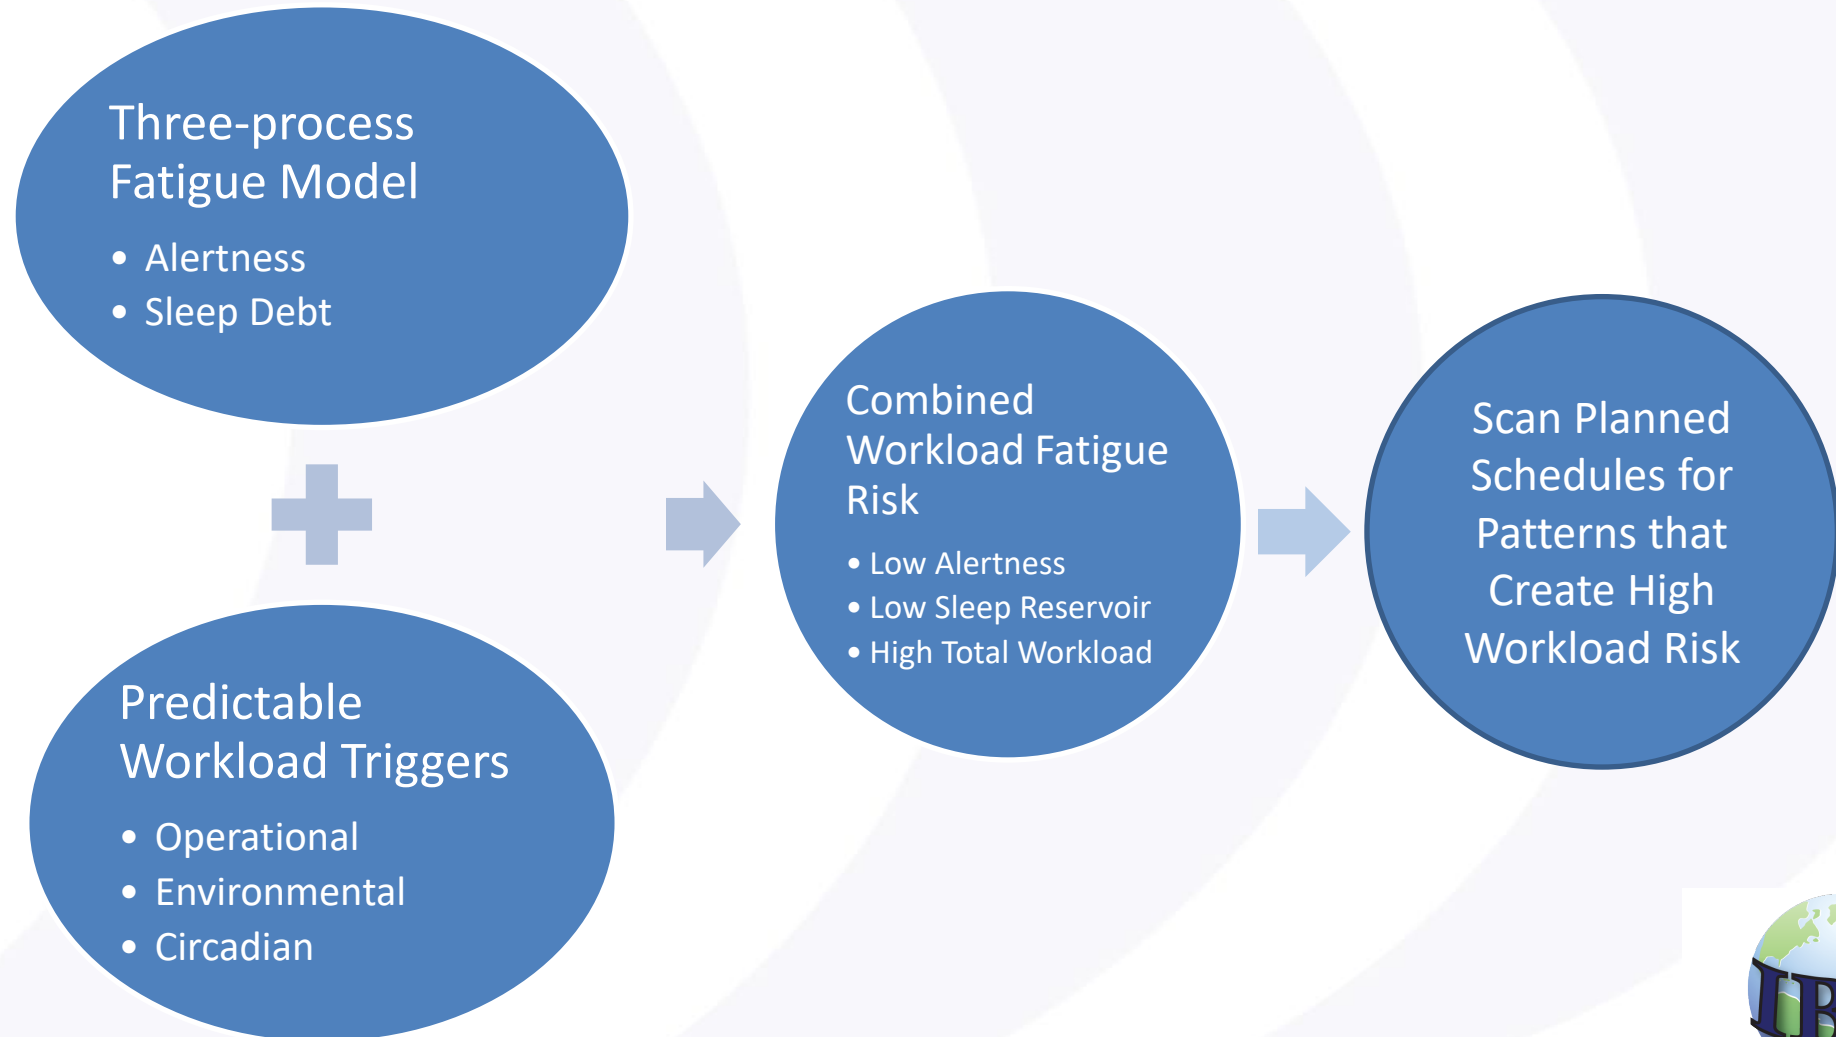 Three-process
Fatigue Model
• Alertness
• Sleep Debt
Predictable
Workload Triggers
• Operational
• Environmental
• Circadian
Combined
Workload Fatigue
Risk
• Low Alertness
• Low Sleep Reservoir
• High Total Workload
Scan Planned
Schedules for
Patterns that
Create High
Workload Risk
IB